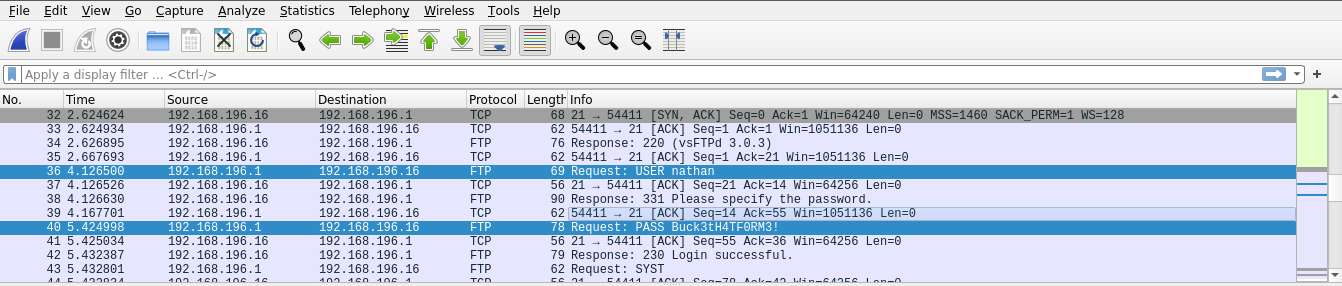 File Edit View Go Capture Analyze Statistics Telephony Wireless Tools Help
Apply a display filter ... <Ctrl-/>
No. Time Source Destination Protocol Length Info
32 2.624624 192.168.196.16 192.168.196.1 TCP 68 21 → 54411 [SYN, ACK] Seq=0 Ack=1 Win=64240 Len=0 MSS=1460 SACK_PERM=1 WS=128
33 2.624934 192.168.196.1 192.168.196.16 TCP 62 54411 → 21 [ACK] Seq=1 Ack=1 Win=1051136 Len=0
34 2.626895 192.168.196.16 192.168.196.1 FTP 76 Response: 220 (vsFTPd 3.0.3)
35 2.667693 192.168.196.1 192.168.196.16 TCP 62 54411 → 21 [ACK] Seq=1 Ack=21 Win=1051136 Len=0
36 4.126500 192.168.196.1 192.168.196.16 FTP 69 Request: USER nathan
37 4.126526 192.168.196.16 192.168.196.1 TCP 56 21 → 54411 [ACK] Seq=21 Ack=14 Win=64256 Len=0
38 4.126630 192.168.196.16 192.168.196.1 FTP 90 Response: 331 Please specify the password.
39 4.167701 192.168.196.1 192.168.196.16 TCP 62 54411 → 21 [ACK] Seq=14 Ack=55 Win=1051136 Len=0
40 5.424998 192.168.196.1 192.168.196.16 FTP 78 Request: PASS Buck3tH4TF0RM3!
41 5.425034 192.168.196.16 192.168.196.1 TCP 56 21 → 54411 [ACK] Seq=55 Ack=36 Win=64256 Len=0
42 5.432387 192.168.196.16 192.168.196.1 FTP 79 Response: 230 Login successful.
43 5.432801 192.168.196.1 192.168.196.16 FTP 62 Request: SYST
44 5.432834 192.168.196.16 192.168.196.1 TCP 56 21 → 54411 [ACK] Seq=78 Ack=42 Win=64256 Len=0